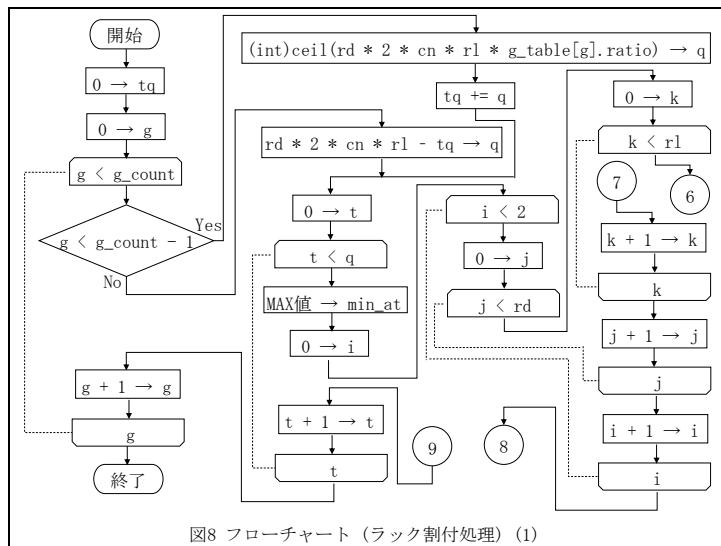 開始
0 → tq
0 → g
g < g_count
g < g_count - 1
Yes
No
(int)ceil(rd * 2 * cn * rl * g_table[g].ratio) → q
tq += q
rd * 2 * cn * rl - tq → q
0 → t
t < q
MAX値 → min_at
0 → i
i < 2
0 → j
j < rd
0 → k
k < rl
6
7
k + 1 → k
k
j + 1 → j
j
i + 1 → i
i
8
9
t + 1 → t
t
g + 1 → g
g
終了
図8 フローチャート (ラック割付処理) (1)